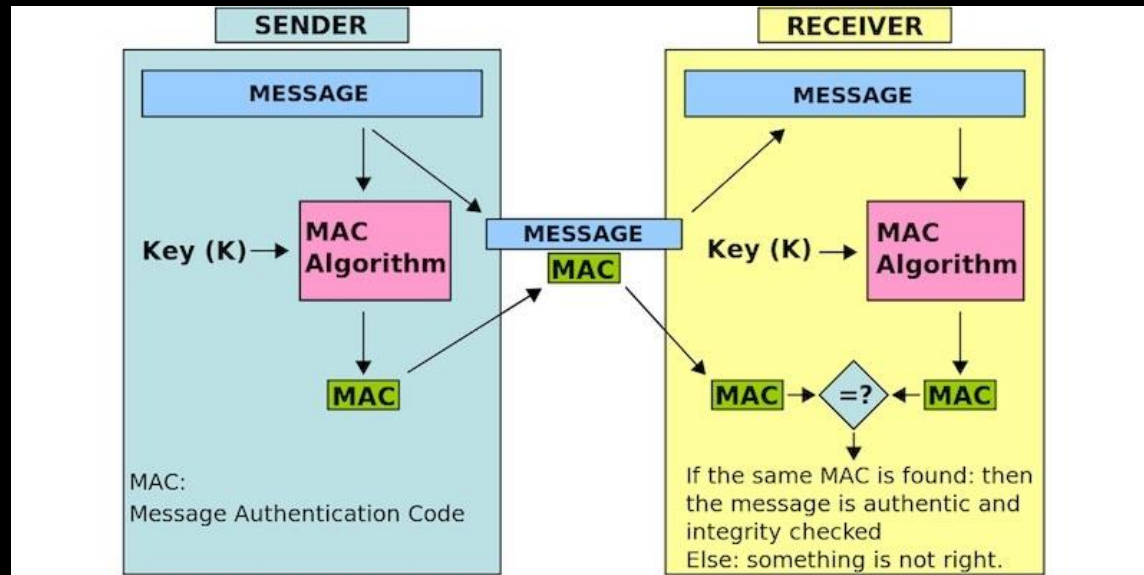 SENDER
MESSAGE
Key (K)
MAC
Algorithm
MAC
MAC:
Message Authentication Code
MESSAGE
MAC
RECEIVER
MESSAGE
Key (K)
MAC
Algorithm
MAC
=?
MAC
If the same MAC is found: then
the message is authentic and
integrity checked
Else: something is not right.